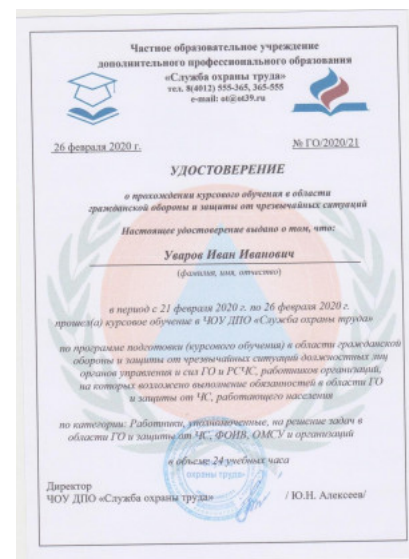 Частное образовательное учреждение
дополнительного профессионального образования
«Служба охраны труда»
тел. 8(4012) 555-365, 365-555
e-mail: ot@ot39.ru
26 февраля 2020 г.
№ ГО/2020/21
УДОСТОВЕРЕНИЕ
о прохождении курсового обучения в области
гражданской обороны и защиты от чрезвычайных ситуаций
Настоящее удостоверение выдано о том, что:
Уваров Иван Иванович
(фамилия, имя, отчество)
в период с 21 февраля 2020 г. по 26 февраля 2020 г.
прошел(а) курсовое обучение в ЧОУ ДПО «Служба охраны труда»
по программе подготовки (курсового обучения) в области гражданской
обороны и защиты от чрезвычайных ситуаций должностных лиц
органов управления и сил ГО и РСЧС, работников организаций,
на которых возложено выполнение обязанностей в области ГО
и защиты от ЧС, работающего населения
по категории: Работники, уполномоченные, на решение задач в
области ГО и защиты от ЧС, ФОИВ, ОМСУ и организаций
в объеме 24 учебных часа
охраны труда
Директор
ЧОУ ДПО «Служба охраны труда»
/ Ю.Н. Алексеев/